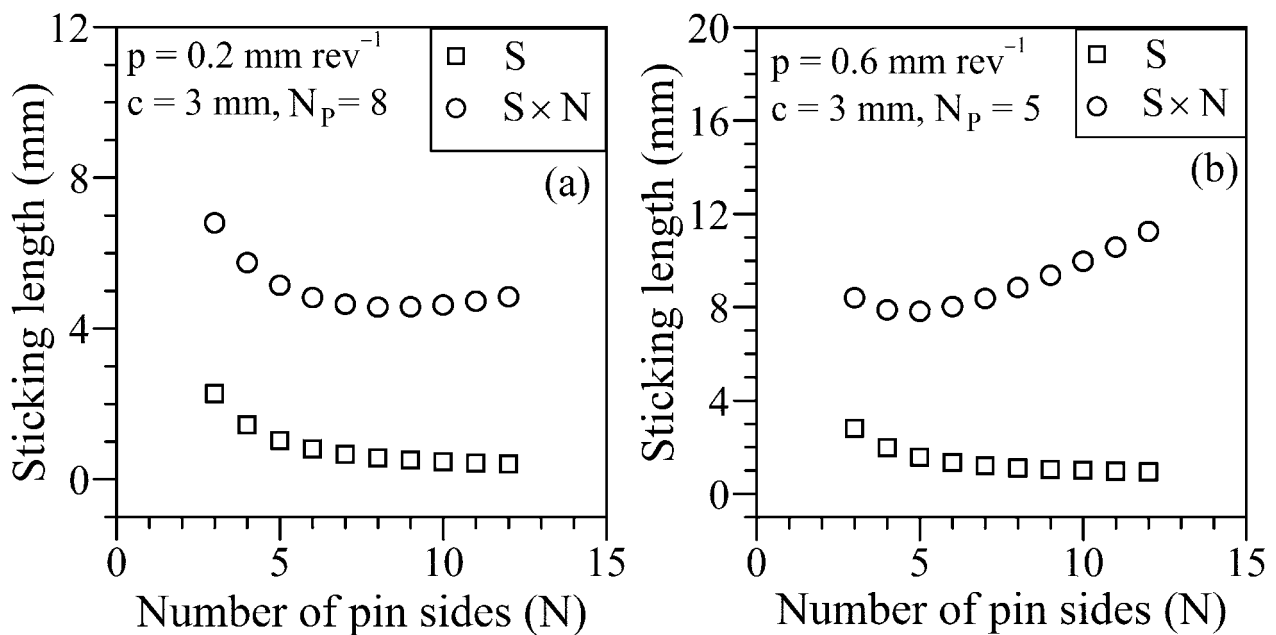 12
8
4
0
Sticking length (mm)
p = 0.2 mm rev⁻¹
c = 3 mm, N_P = 8
S
S × N
(a)
0 5 10 15
Number of pin sides (N)
20
16
12
8
4
0
Sticking length (mm)
p = 0.6 mm rev⁻¹
c = 3 mm, N_P = 5
S
S × N
(b)
0 5 10 15
Number of pin sides (N)